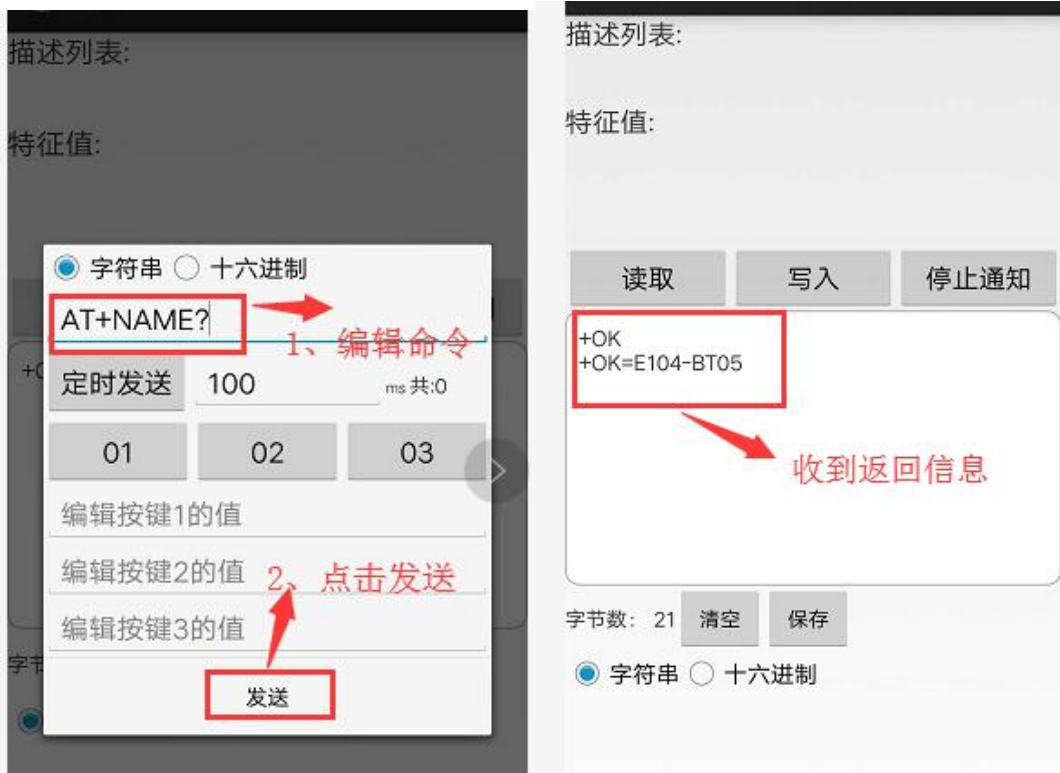 描述列表:
特征值:
字符串 十六进制
AT+NAME?
1、编辑命令
+O
定时发送 100 ms 共:0
01 02 03
编辑按键1的值
编辑按键2的值
2、点击发送
编辑按键3的值
字节
发送
描述列表:
特征值:
读取 写入 停止通知
+OK
+OK=E104-BT05
收到返回信息
字节数: 21 清空 保存
字符串 十六进制